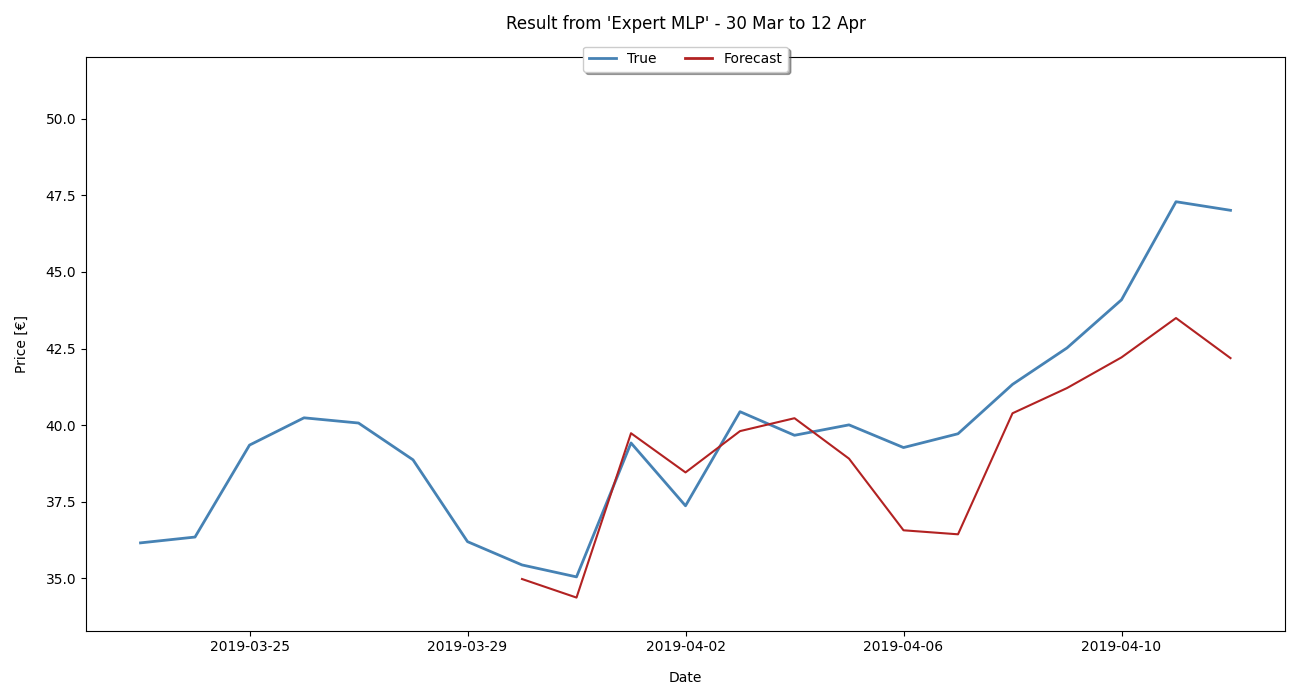 Result from 'Expert MLP' - 30 Mar to 12 Apr
True Forecast
50.0
47.5
45.0
42.5
40.0
37.5
35.0
Price [€]
2019-03-25 2019-03-29 2019-04-02 2019-04-06 2019-04-10
Date